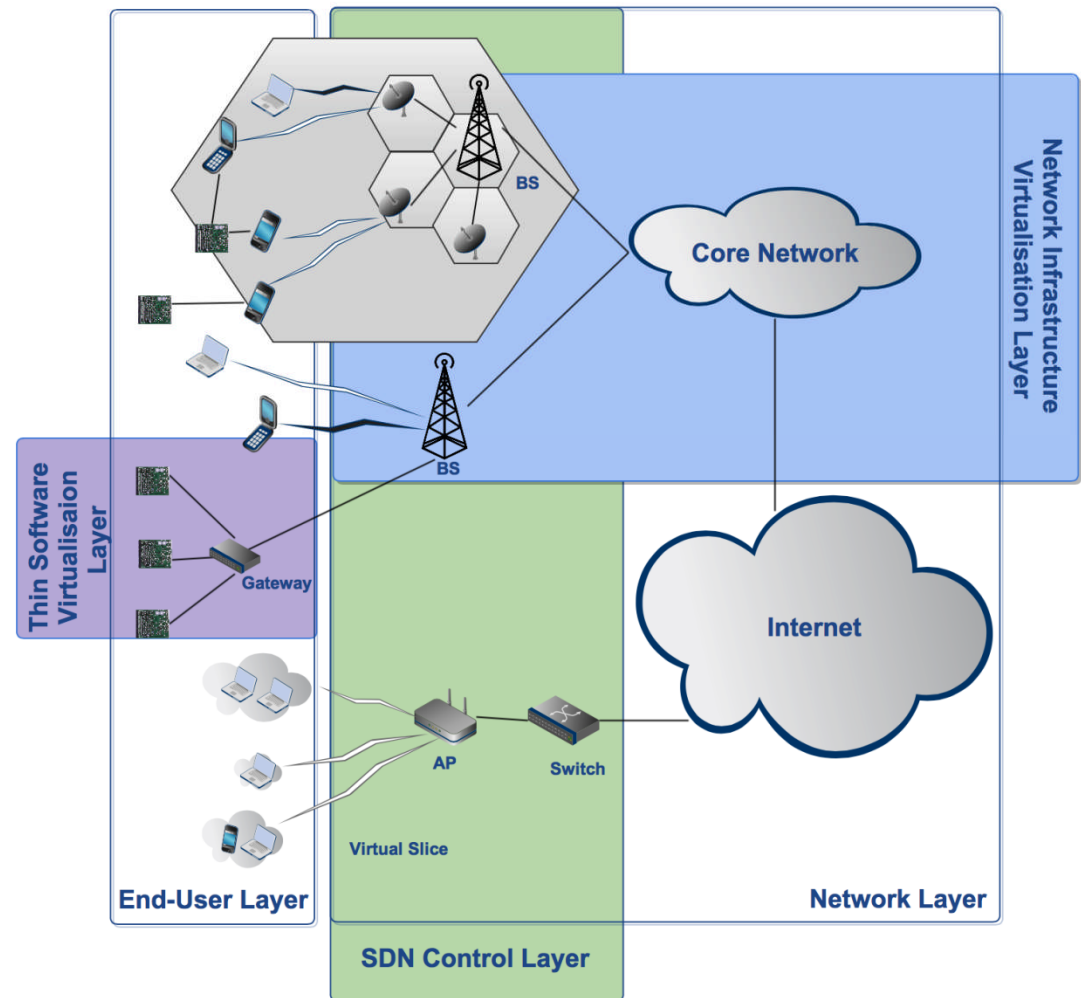 BS
Core Network
Network Infrastructure
Virtualisation Layer
BS
Thin Software
Virtualisaion
Layer
Gateway
Internet
AP
Switch
Virtual Slice
End-User Layer
Network Layer
SDN Control Layer